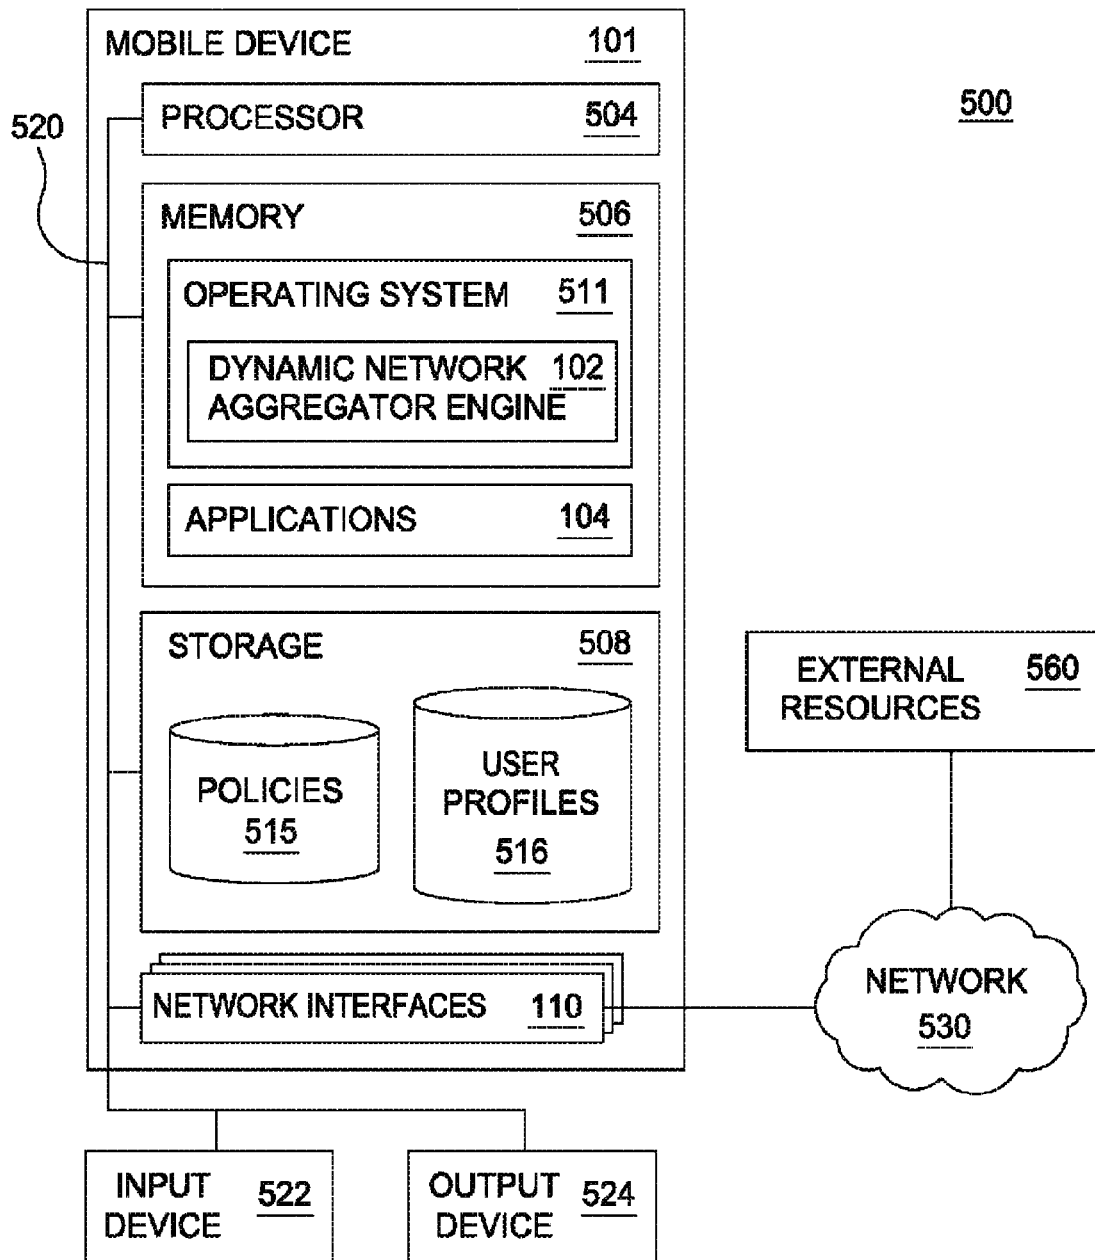 MOBILE DEVICE 101
500
520
PROCESSOR 504
MEMORY 506
OPERATING SYSTEM 511
DYNAMIC NETWORK 102
AGGREGATOR ENGINE
APPLICATIONS 104
STORAGE 508
POLICIES
515
USER
PROFILES
516
EXTERNAL 560
RESOURCES
NETWORK INTERFACES 110
NETWORK
530
INPUT
DEVICE 522
OUTPUT
DEVICE 524